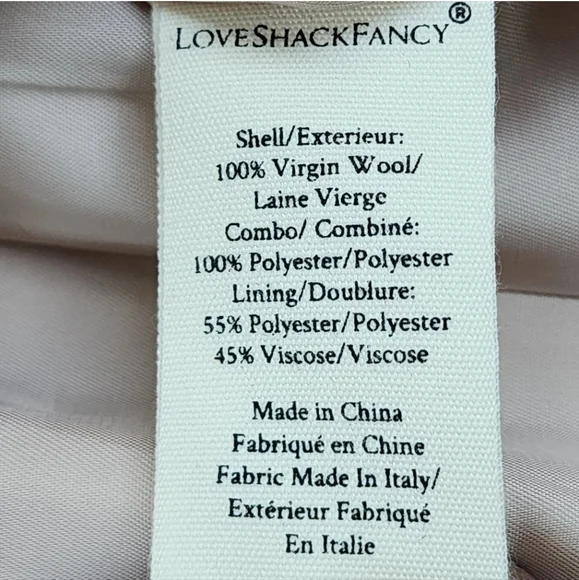 LOVESHACKFANCY®
Shell/Exterieur:
100% Virgin Wool/
Laine Vierge
Combo/ Combiné:
100% Polyester/Polyester
Lining/Doublure:
55% Polyester/Polyester
45% Viscose/Viscose
Made in China
Fabriqué en Chine
Fabric Made In Italy/
Extérieur Fabriqué
En Italie